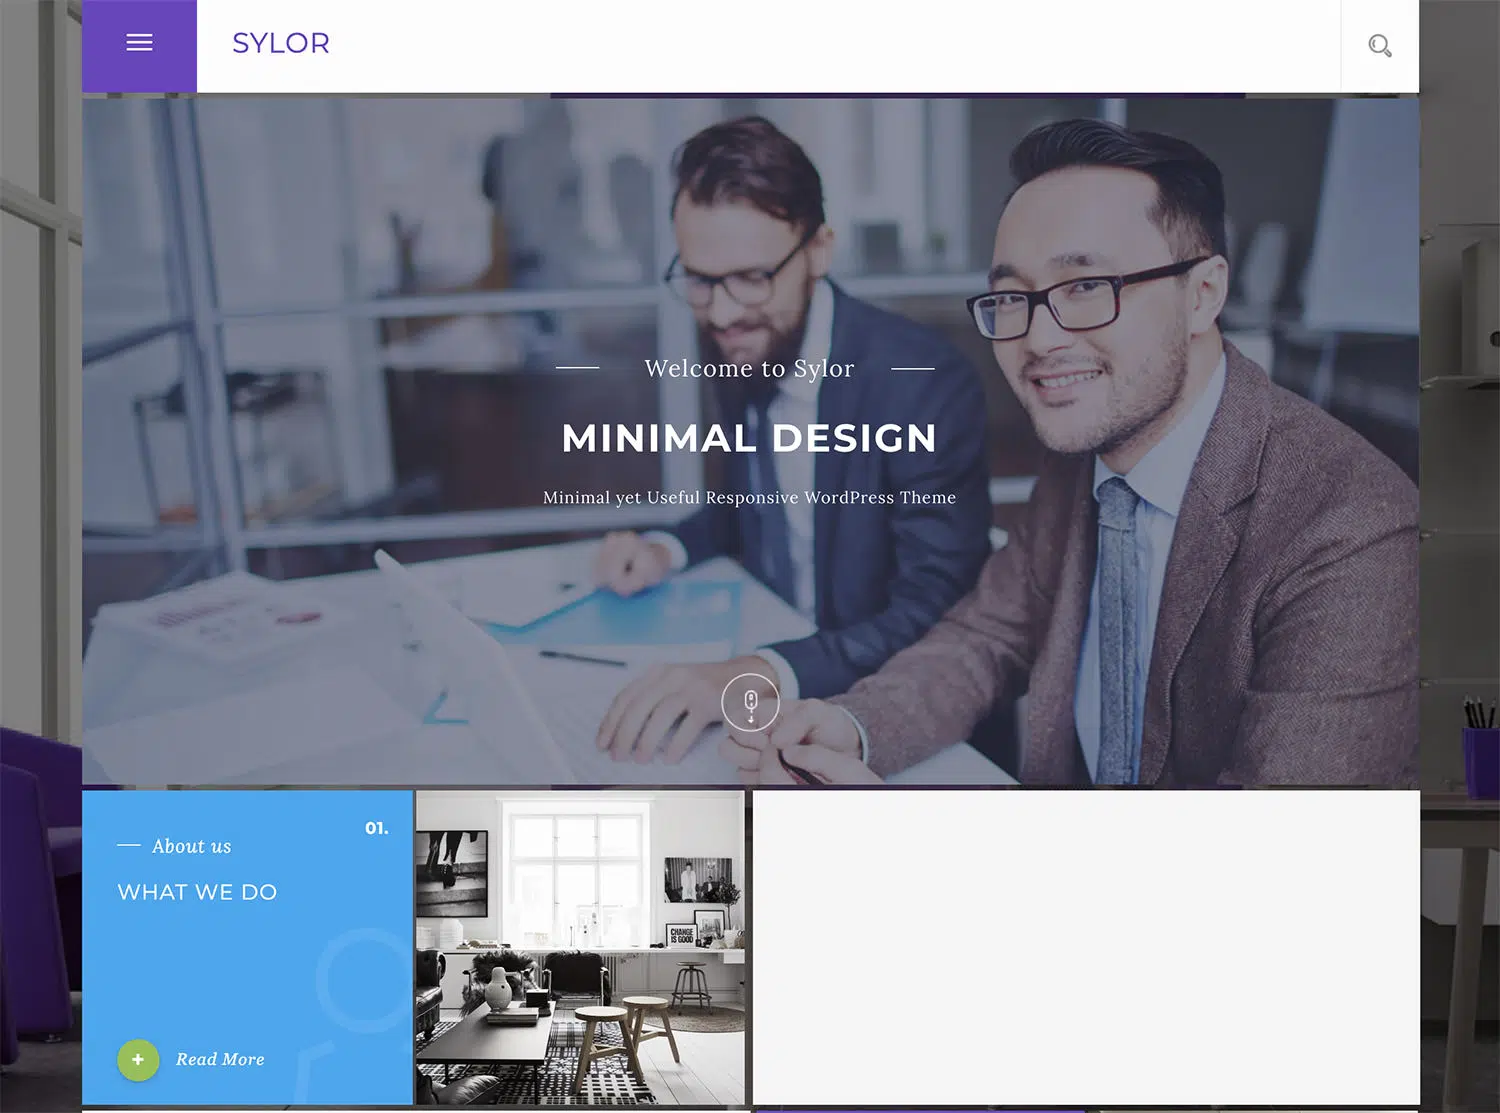 SYLOR
Welcome to Sylor
MINIMAL DESIGN
Minimal yet Useful Responsive WordPress Theme
01.
About us
WHAT WE DO
Read More
CHANGE
IS GOOD